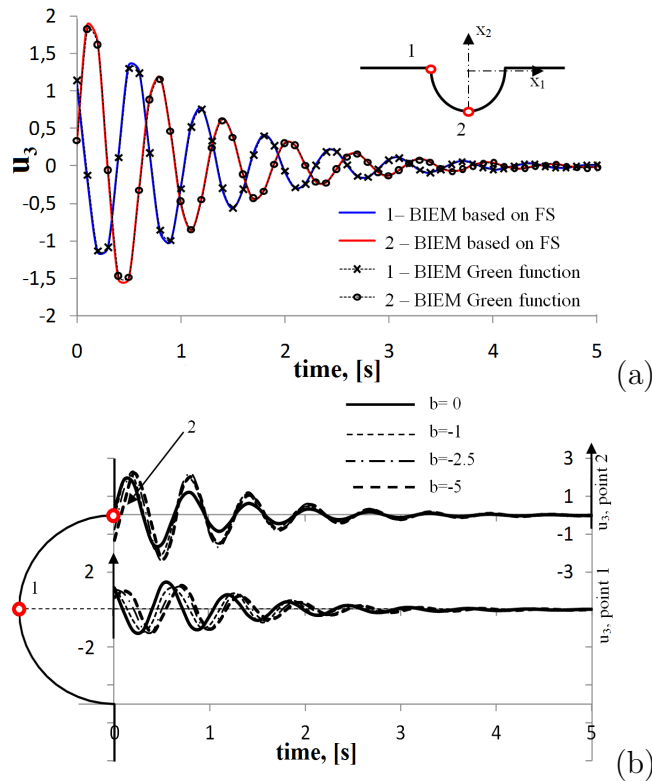 2
1,5
1
0,5
0
-0,5
-1
-1,5
-2
u3
1
2
x2
x1
1– BIEM based on FS
2 – BIEM based on FS
1 – BIEM Green function
2 – BIEM Green function
0 1 2 3 4 5
time, [s]
(a)
b= 0
b=-1
b=-2.5
b=-5
2
3
1
-1
-3
u3, point 2
1
2
-2
u3, point 1
0 1 2 3 4 5
time, [s]
(b)